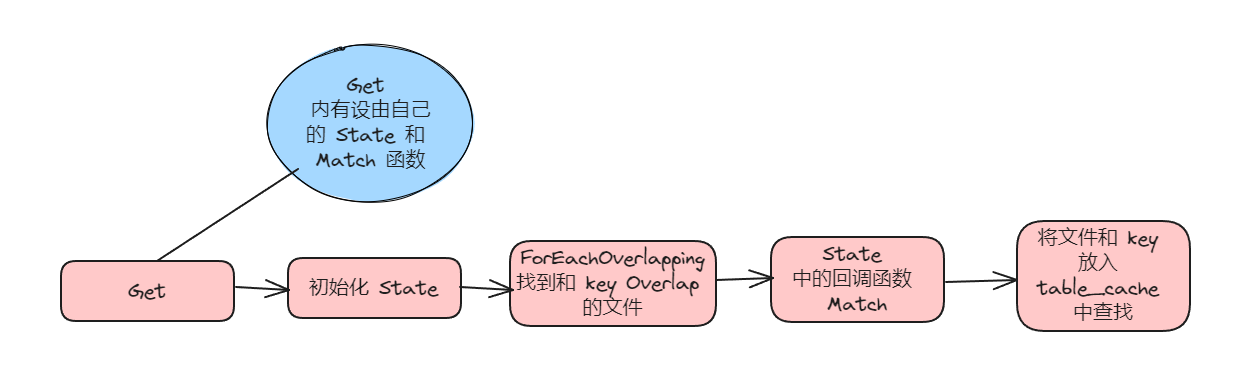 Get
内有设由自己
的 State 和
Match 函数
Get
初始化 State
ForEachOverlapping
找到和 key Overlap
的文件
State
中的回调函数
Match
将文件和 key
放入
table_cache
中查找